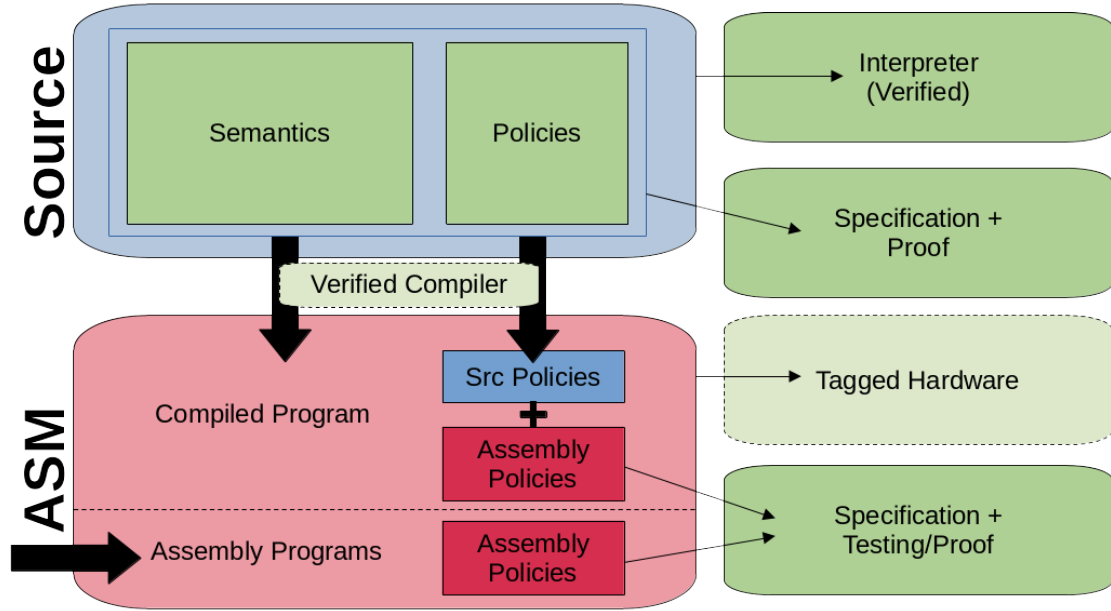 Source
Semantics
Policies
Interpreter
(Verified)
Specification +
Proof
Verified Compiler
ASM
Compiled Program
Src Policies
+
Assembly
Policies
Tagged Hardware
Assembly Programs
Assembly
Policies
Specification +
Testing/Proof